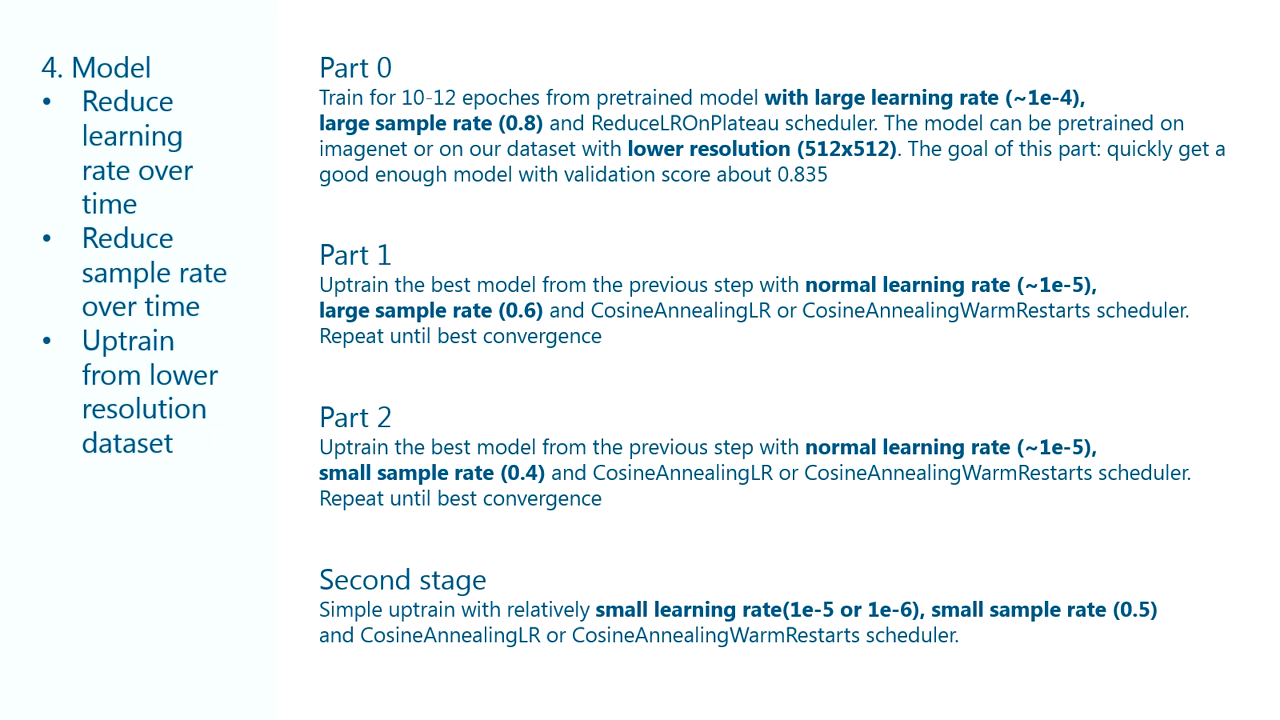 4. Model
• Reduce
learning
rate over
time
• Reduce
sample rate
over time
• Uptrain
from lower
resolution
dataset
Part 0
Train for 10-12 epoches from pretrained model with large learning rate (~1e-4),
large sample rate (0.8) and ReduceLROnPlateau scheduler. The model can be pretrained on
imagenet or on our dataset with lower resolution (512x512). The goal of this part: quickly get a
good enough model with validation score about 0.835
Part 1
Uptrain the best model from the previous step with normal learning rate (~1e-5),
large sample rate (0.6) and CosineAnnealingLR or CosineAnnealingWarmRestarts scheduler.
Repeat until best convergence
Part 2
Uptrain the best model from the previous step with normal learning rate (~1e-5),
small sample rate (0.4) and CosineAnnealingLR or CosineAnnealingWarmRestarts scheduler.
Repeat until best convergence
Second stage
Simple uptrain with relatively small learning rate(1e-5 or 1e-6), small sample rate (0.5)
and CosineAnnealingLR or CosineAnnealingWarmRestarts scheduler.